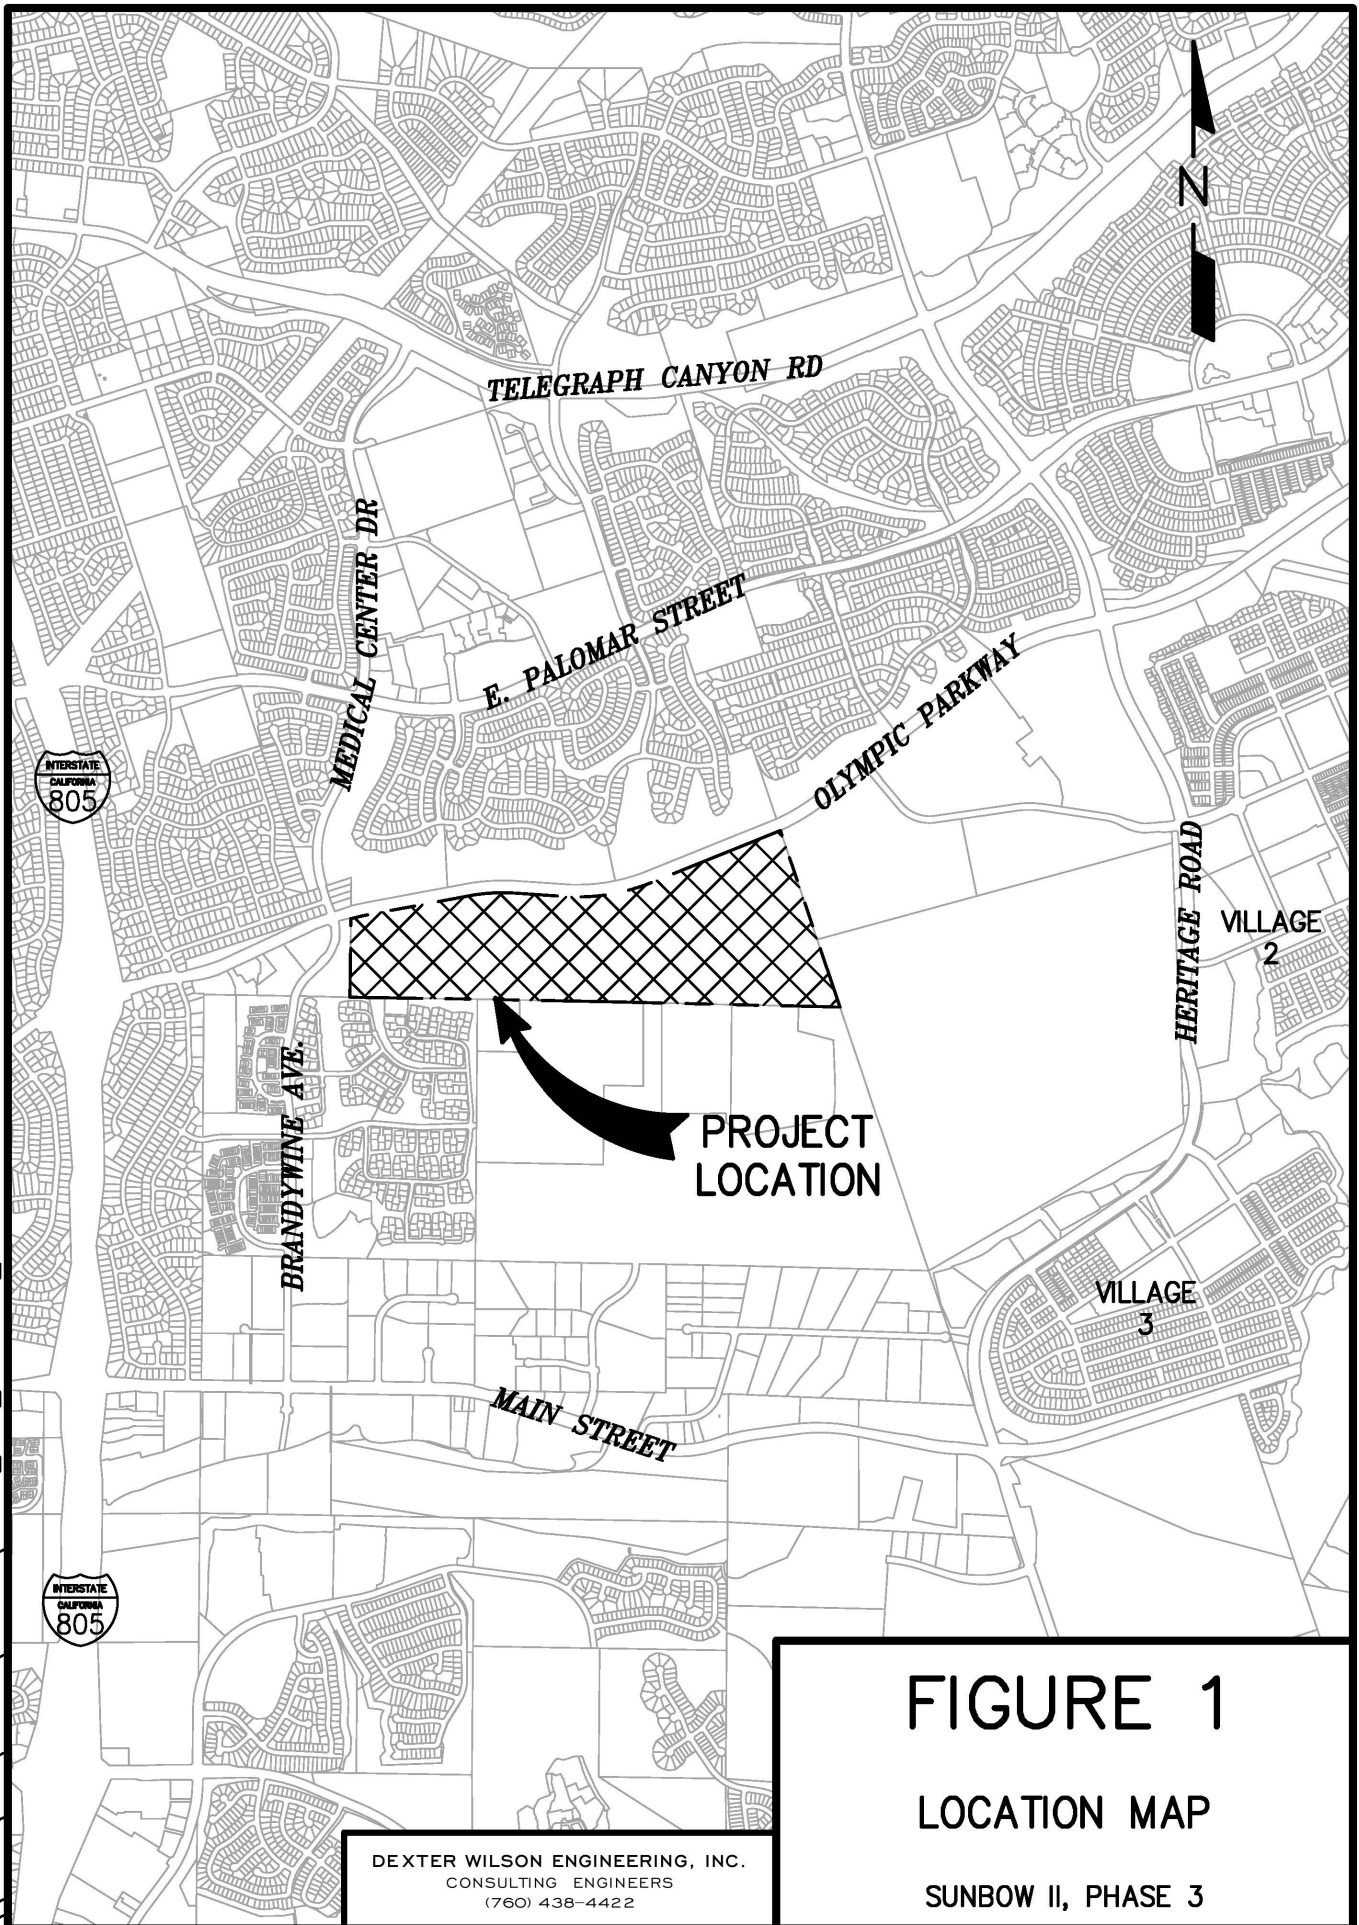 N
TELEGRAPH CANYON RD
MEDICAL CENTER DR
E. PALOMAR STREET
OLYMPIC PARKWAY
INTERSTATE
CALIFORNIA
805
HERITAGE ROAD
VILLAGE
2
BRANDYWINE AVE.
PROJECT
LOCATION
VILLAGE
3
MAIN STREET
INTERSTATE
CALIFORNIA
805
FIGURE 1
LOCATION MAP
SUNBOW II, PHASE 3
DEXTER WILSON ENGINEERING, INC.
CONSULTING ENGINEERS
(760) 438-4422